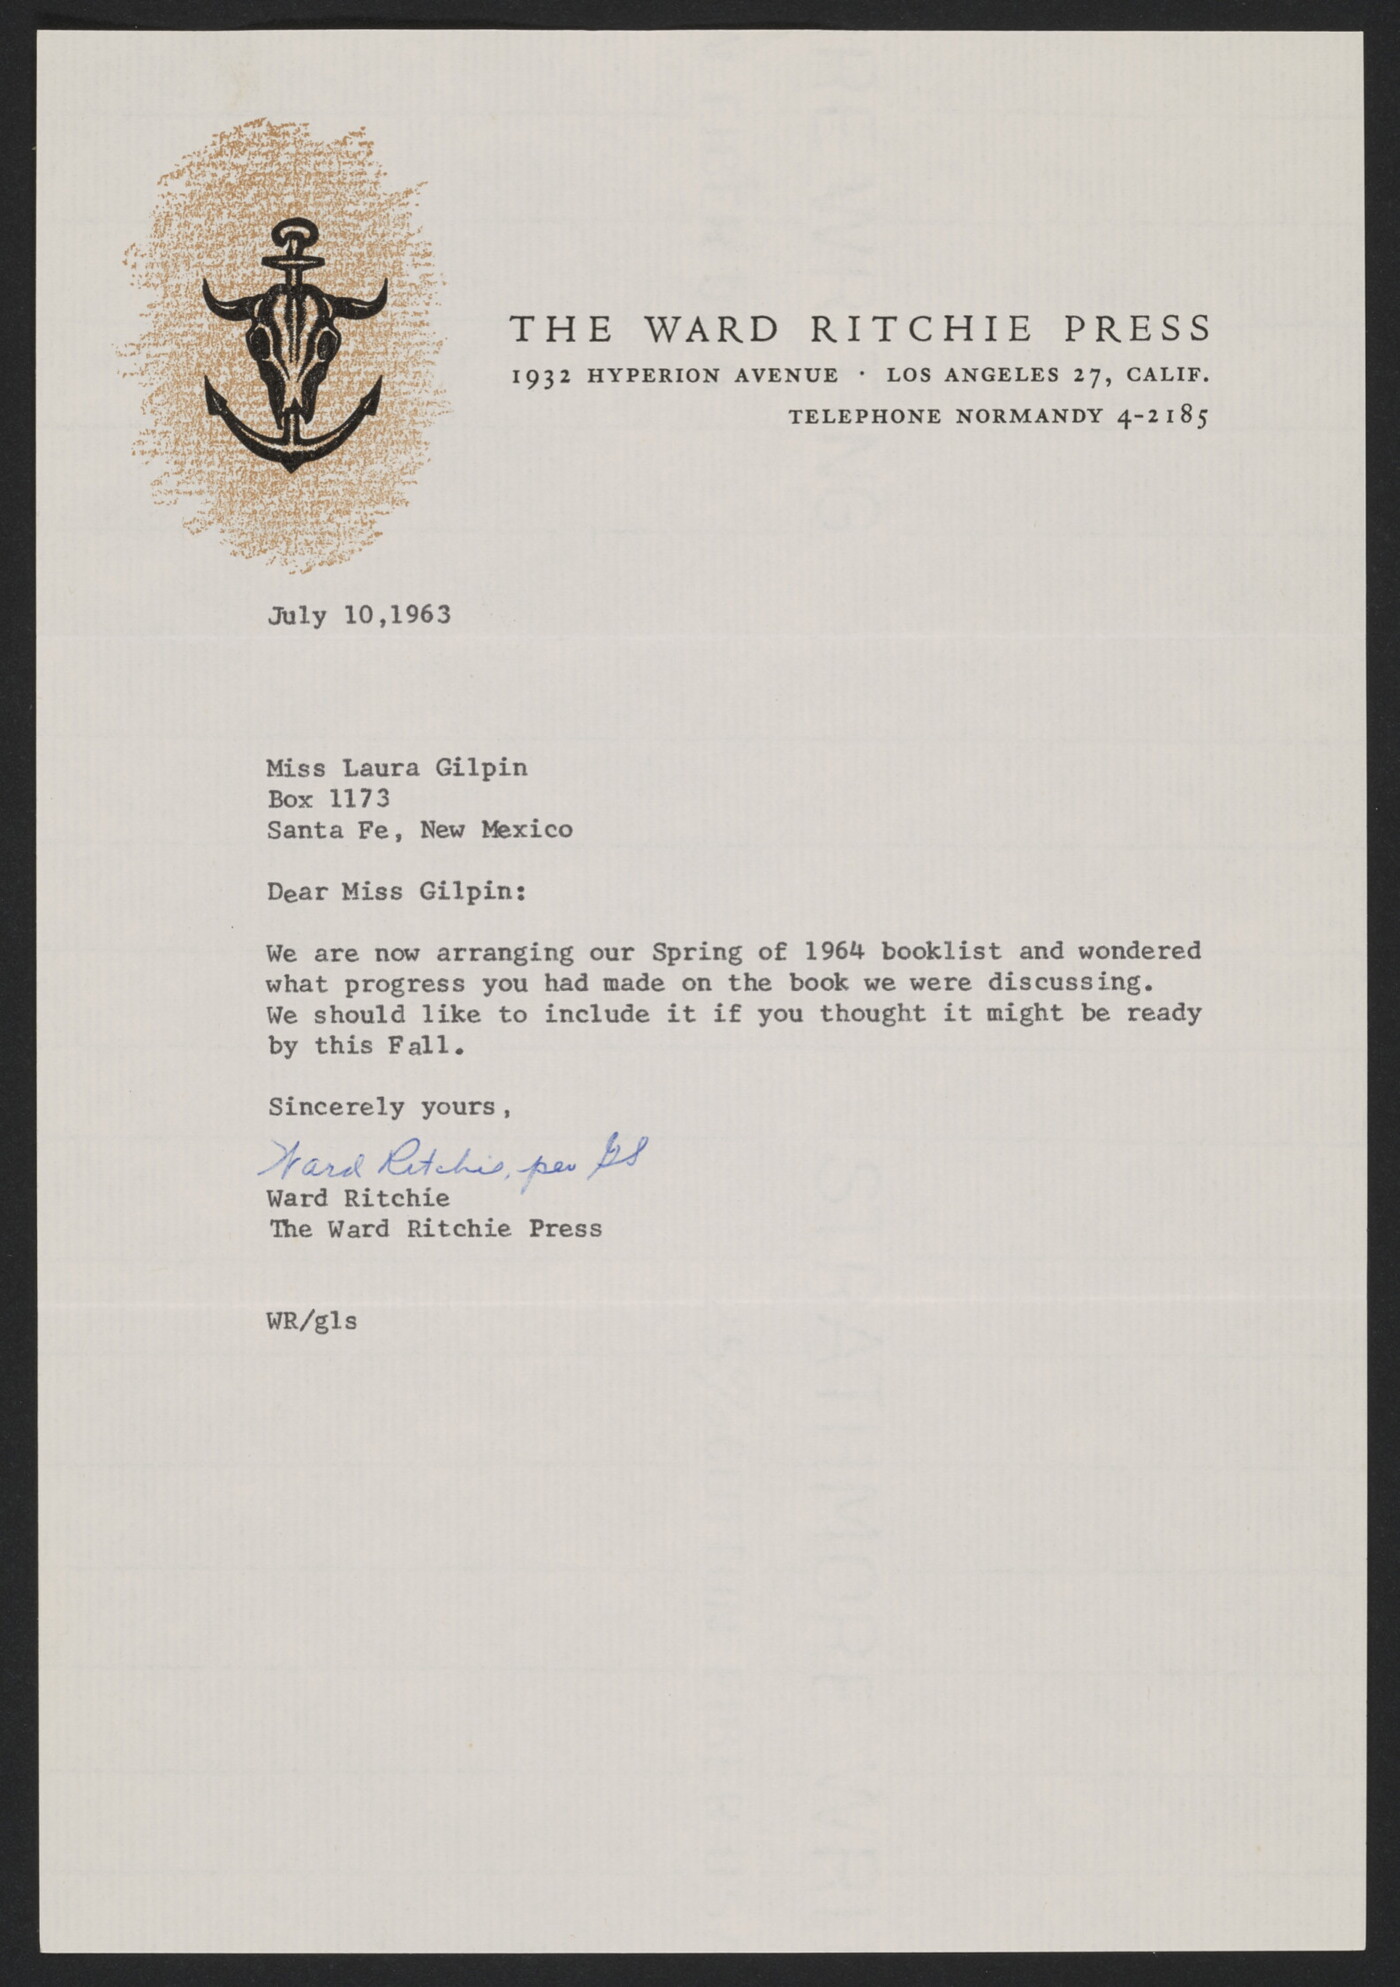 THE WARD RITCHIE PRESS
1932 HYPERION AVENUE · LOS ANGELES 27, CALIF.
TELEPHONE NORMANDY 4-2185
July 10,1963
Miss Laura Gilpin
Box 1173
Santa Fe, New Mexico
Dear Miss Gilpin:
We are now arranging our Spring of 1964 booklist and wondered
what progress you had made on the book we were discussing.
We should like to include it if you thought it might be ready
by this Fall.
Sincerely yours,
Ward Ritchie, per GS
Ward Ritchie
The Ward Ritchie Press
WR/gls